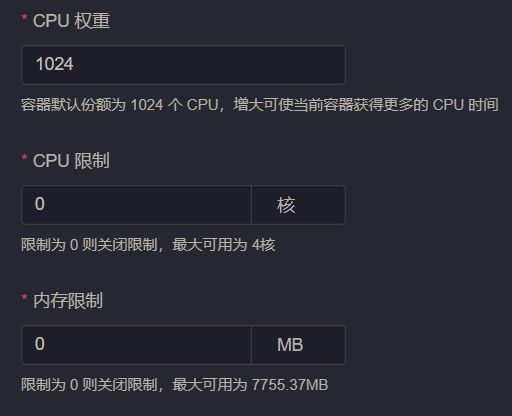 * CPU 权重
1024
容器默认份额为 1024 个 CPU，增大可使当前容器获得更多的 CPU 时间
* CPU 限制
0 核
限制为 0 则关闭限制，最大可用为 4核
* 内存限制
0 MB
限制为 0 则关闭限制，最大可用为 7755.37MB